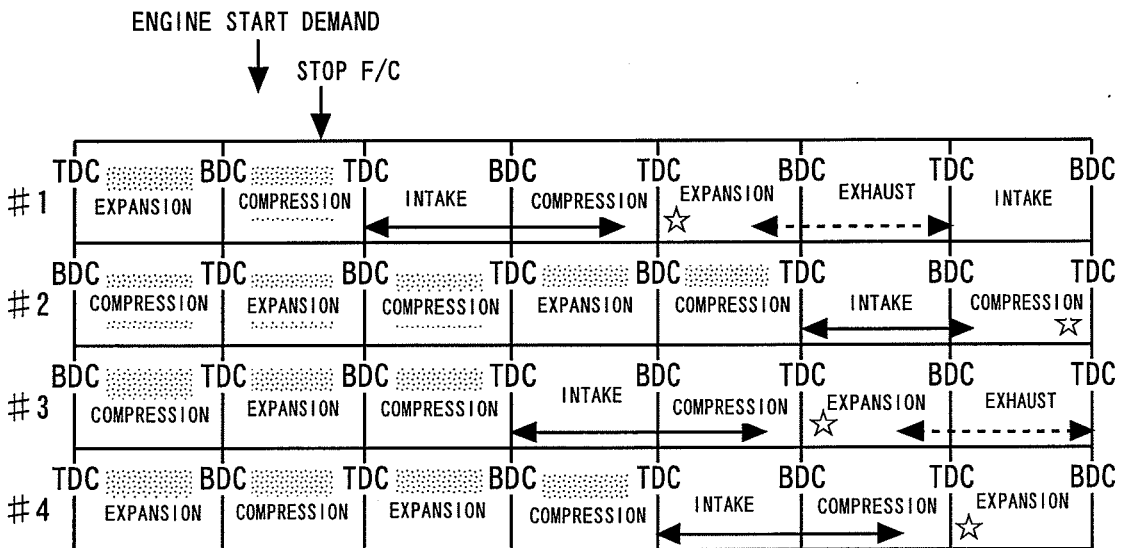 ENGINE START DEMAND
STOP F/C
TDC BDC TDC BDC TDC BDC TDC BDC
#1 EXPANSION COMPRESSION INTAKE COMPRESSION EXPANSION EXHAUST INTAKE
BDC TDC BDC TDC BDC TDC BDC TDC
#2 COMPRESSION EXPANSION COMPRESSION EXPANSION COMPRESSION INTAKE COMPRESSION
BDC TDC BDC TDC BDC TDC BDC TDC
#3 COMPRESSION EXPANSION COMPRESSION INTAKE COMPRESSION EXPANSION EXHAUST
TDC BDC TDC BDC TDC BDC TDC BDC
#4 EXPANSION COMPRESSION EXPANSION COMPRESSION INTAKE COMPRESSION EXPANSION